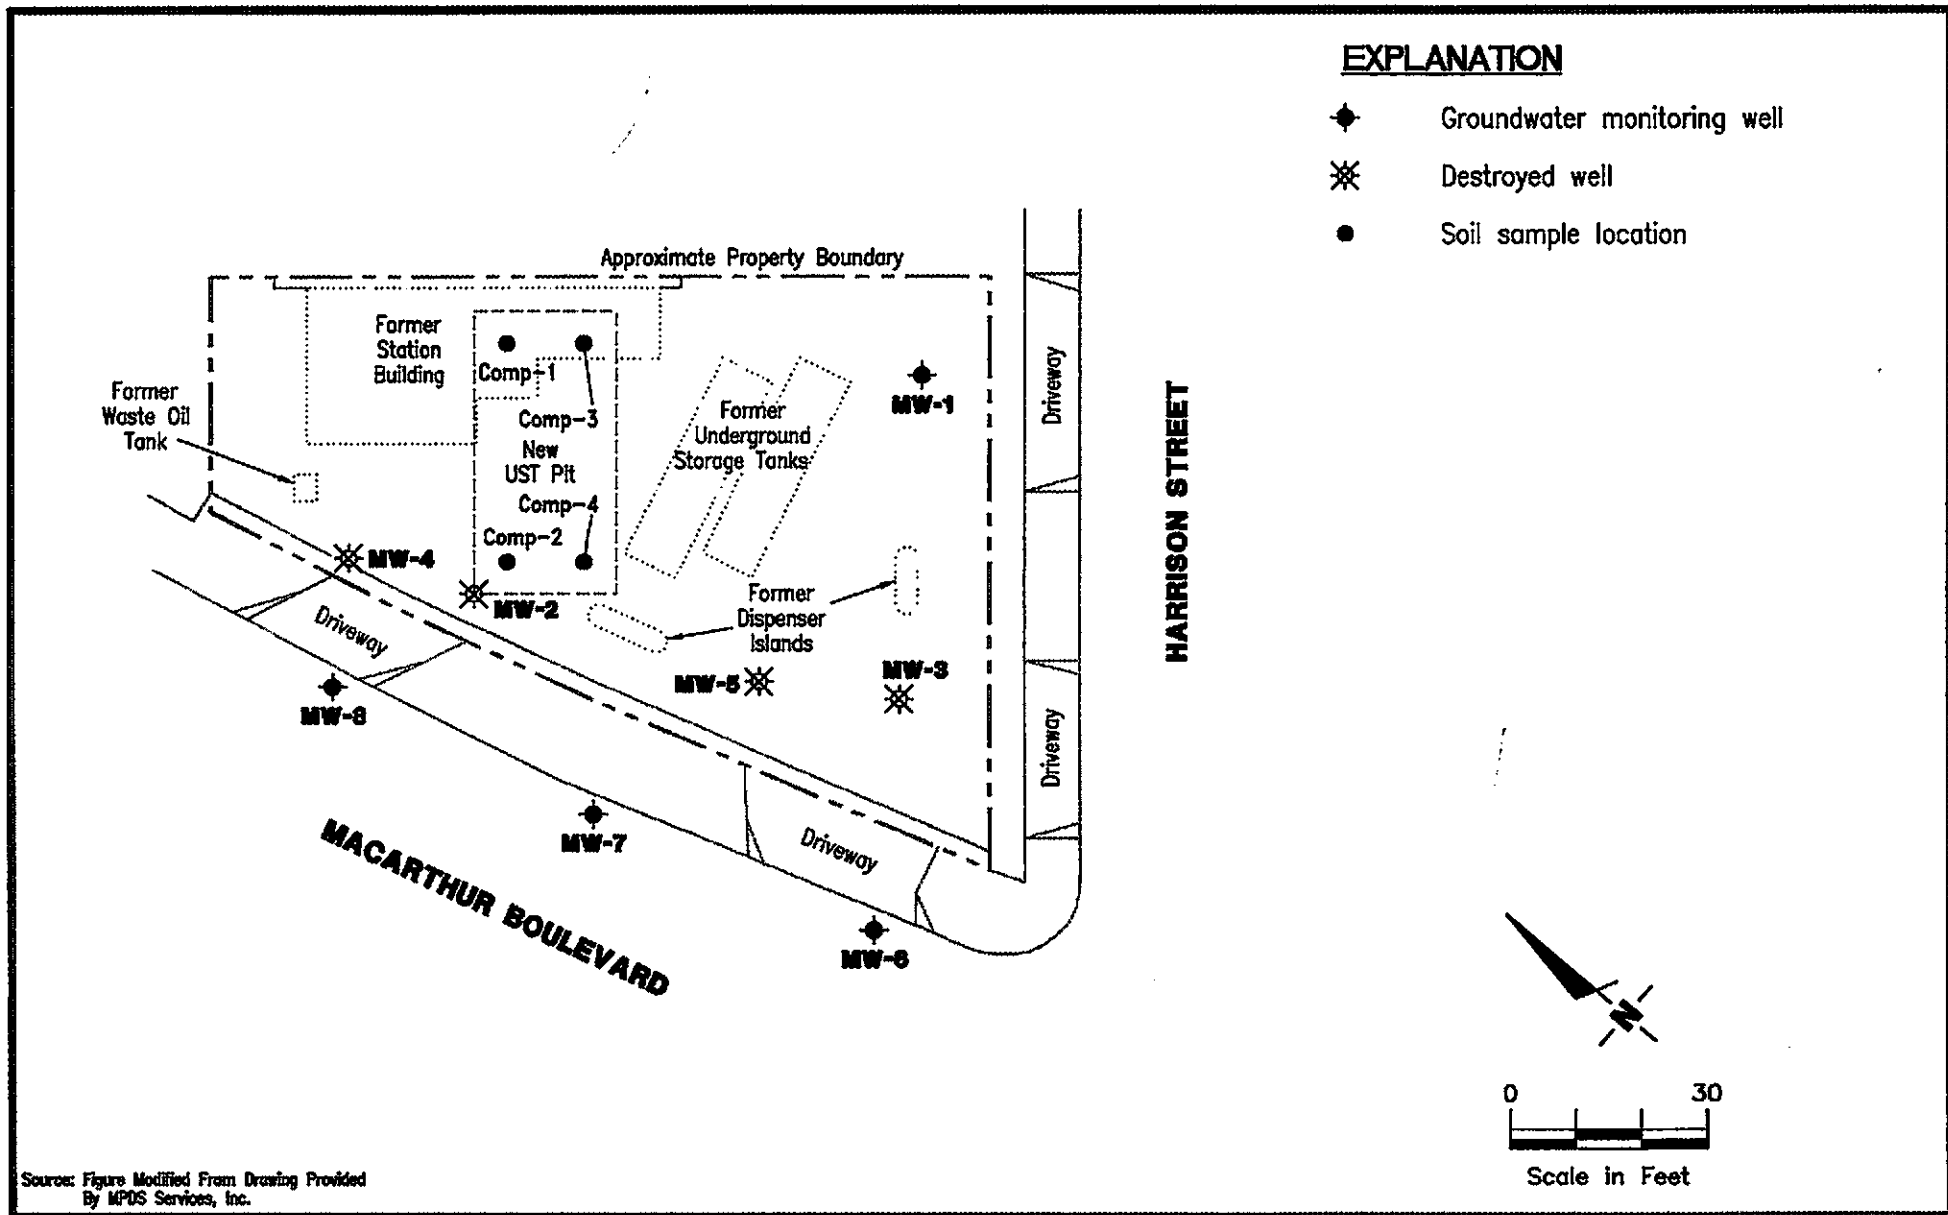 EXPLANATION
Groundwater monitoring well
Destroyed well
Soil sample location
Approximate Property Boundary
Former
Station
Building
Comp-1
Comp-3
New
UST Pit
Comp-4
Comp-2
Former
Waste Oil
Tank
Former
Underground
Storage Tanks
MW-1
Driveway
HARRISON STREET
MW-4
MW-2
Driveway
Former
Dispenser
Islands
MW-5
MW-3
Driveway
MW-8
MW-7
Driveway
MW-6
MACARTHUR BOULEVARD
N
0 30
Scale in Feet
Source: Figure Modified From Drawing Provided
By MPDS Services, Inc.